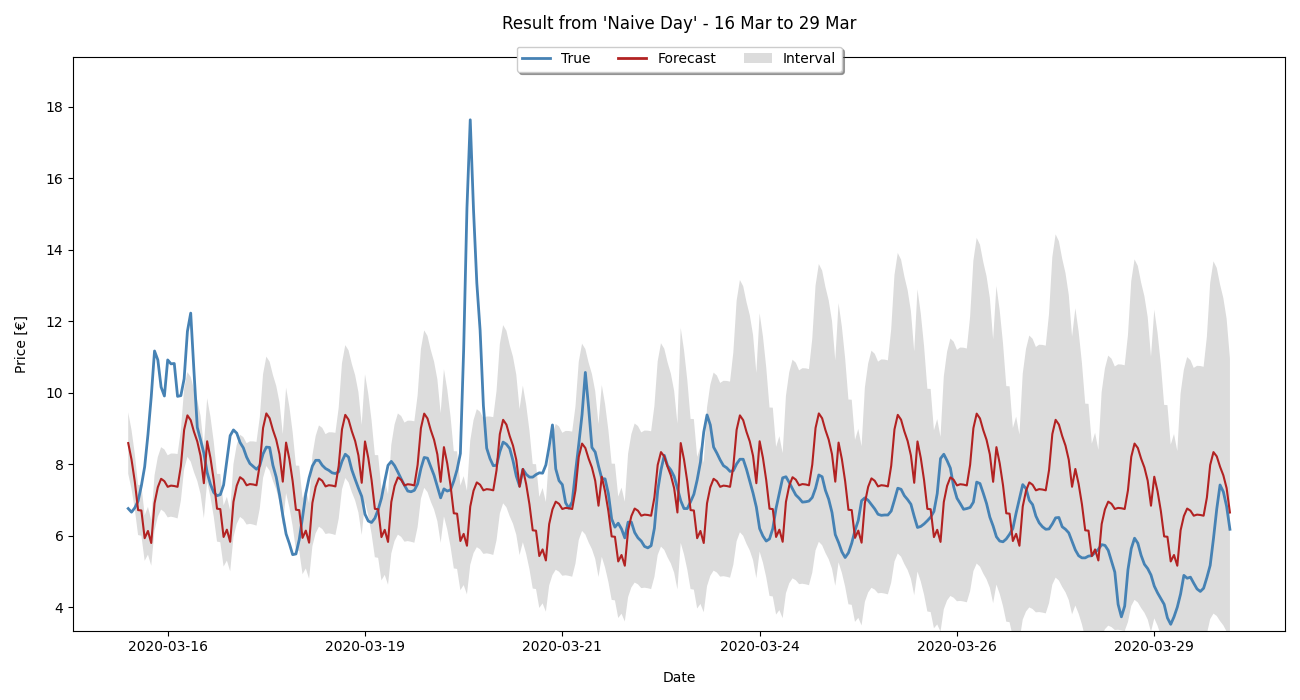 Result from 'Naive Day' - 16 Mar to 29 Mar
True Forecast Interval
Price [€]
18
16
14
12
10
8
6
4
2020-03-16 2020-03-19 2020-03-21 2020-03-24 2020-03-26 2020-03-29
Date